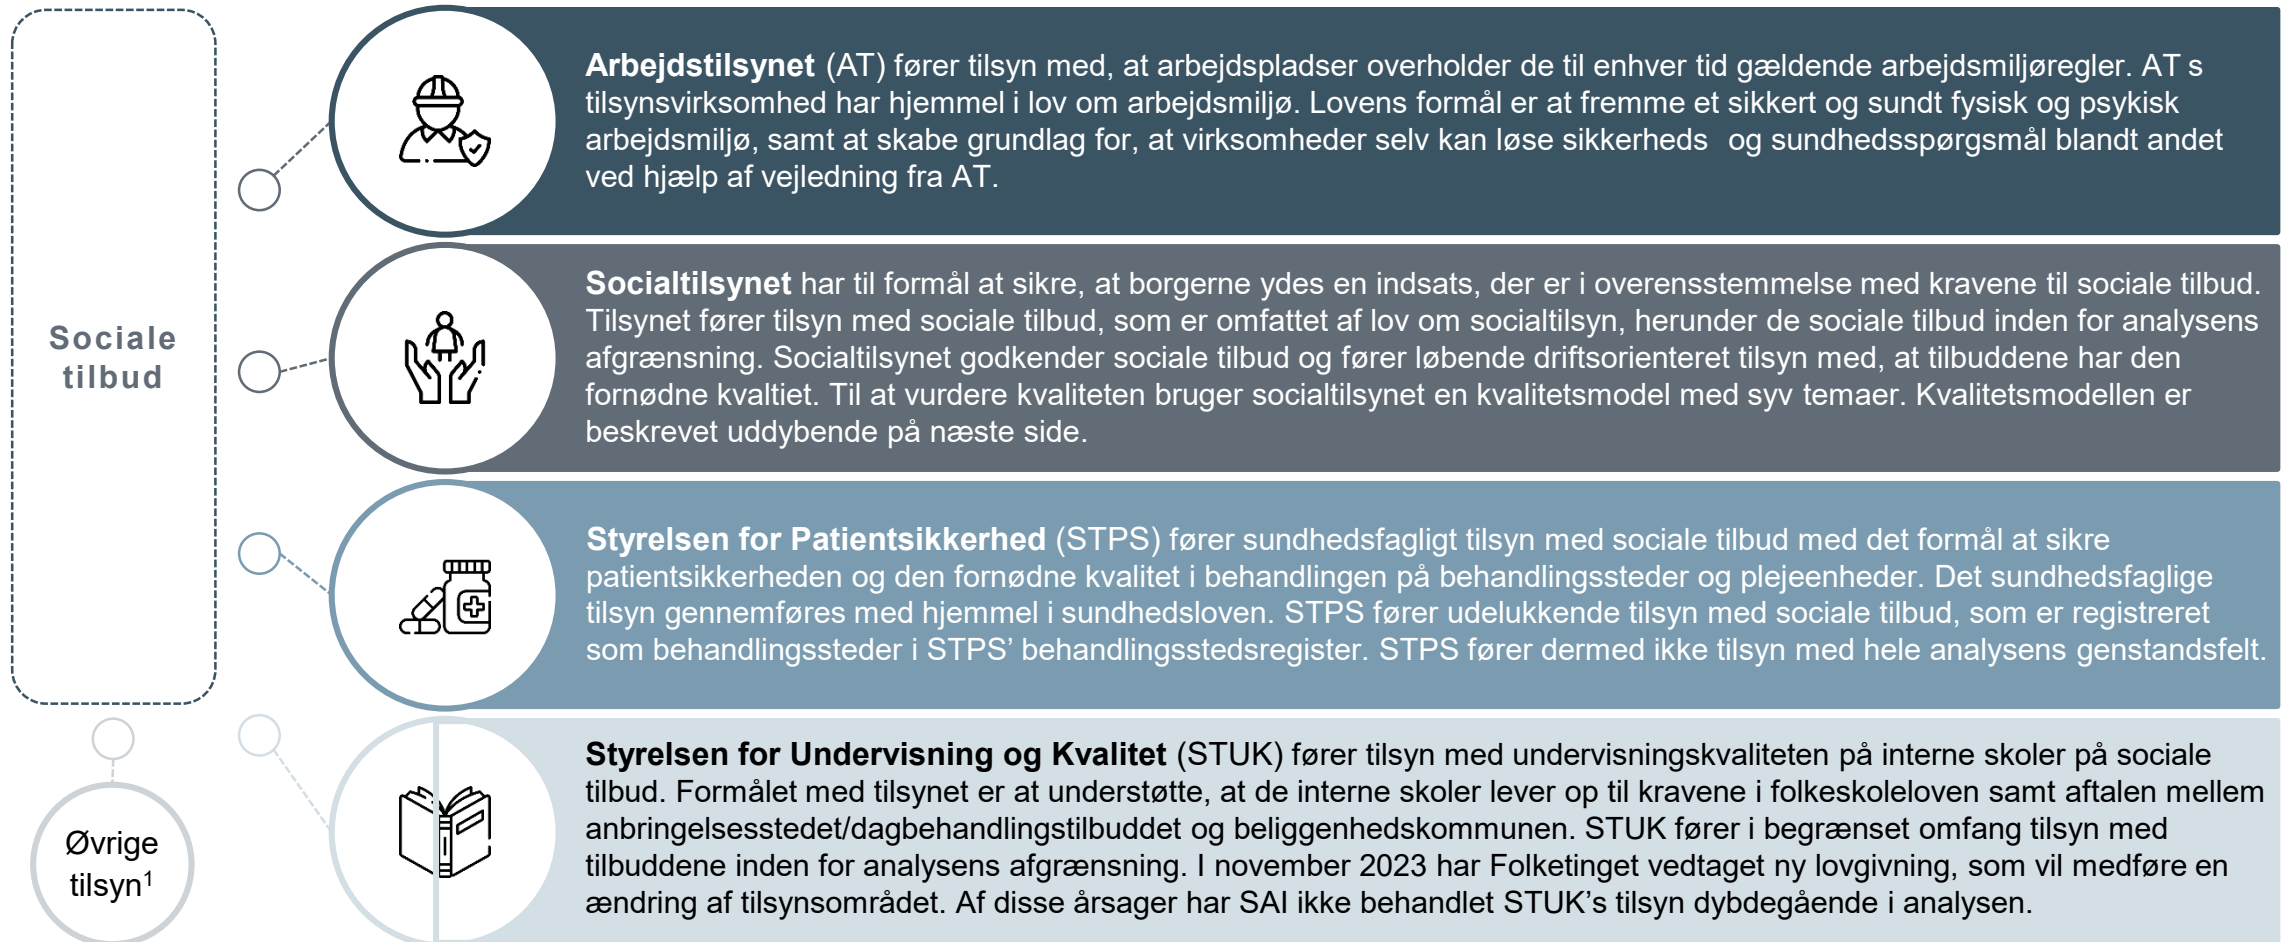 Sociale
tilbud
Arbejdstilsynet (AT) fører tilsyn med, at arbejdspladser overholder de til enhver tid gældende arbejdsmiljøregler. AT s
tilsynsvirksomhed har hjemmel i lov om arbejdsmiljø. Lovens formål er at fremme et sikkert og sundt fysisk og psykisk
arbejdsmiljø, samt at skabe grundlag for, at virksomheder selv kan løse sikkerheds  og sundhedsspørgsmål blandt andet
ved hjælp af vejledning fra AT.
Socialtilsynet har til formål at sikre, at borgerne ydes en indsats, der er i overensstemmelse med kravene til sociale tilbud.
Tilsynet fører tilsyn med sociale tilbud, som er omfattet af lov om socialtilsyn, herunder de sociale tilbud inden for analysens
afgrænsning. Socialtilsynet godkender sociale tilbud og fører løbende driftsorienteret tilsyn med, at tilbuddene har den
fornødne kvaltiet. Til at vurdere kvaliteten bruger socialtilsynet en kvalitetsmodel med syv temaer. Kvalitetsmodellen er
beskrevet uddybende på næste side.
Styrelsen for Patientsikkerhed (STPS) fører sundhedsfagligt tilsyn med sociale tilbud med det formål at sikre
patientsikkerheden og den fornødne kvalitet i behandlingen på behandlingssteder og plejeenheder. Det sundhedsfaglige
tilsyn gennemføres med hjemmel i sundhedsloven. STPS fører udelukkende tilsyn med sociale tilbud, som er registreret
som behandlingssteder i STPS’ behandlingsstedsregister. STPS fører dermed ikke tilsyn med hele analysens genstandsfelt.
Styrelsen for Undervisning og Kvalitet (STUK) fører tilsyn med undervisningskvaliteten på interne skoler på sociale
tilbud. Formålet med tilsynet er at understøtte, at de interne skoler lever op til kravene i folkeskoleloven samt aftalen mellem
anbringelsesstedet/dagbehandlingstilbuddet og beliggenhedskommunen. STUK fører i begrænset omfang tilsyn med
tilbuddene inden for analysens afgrænsning. I november 2023 har Folketinget vedtaget ny lovgivning, som vil medføre en
ændring af tilsynsområdet. Af disse årsager har SAI ikke behandlet STUK’s tilsyn dybdegående i analysen.
Øvrige
tilsyn¹